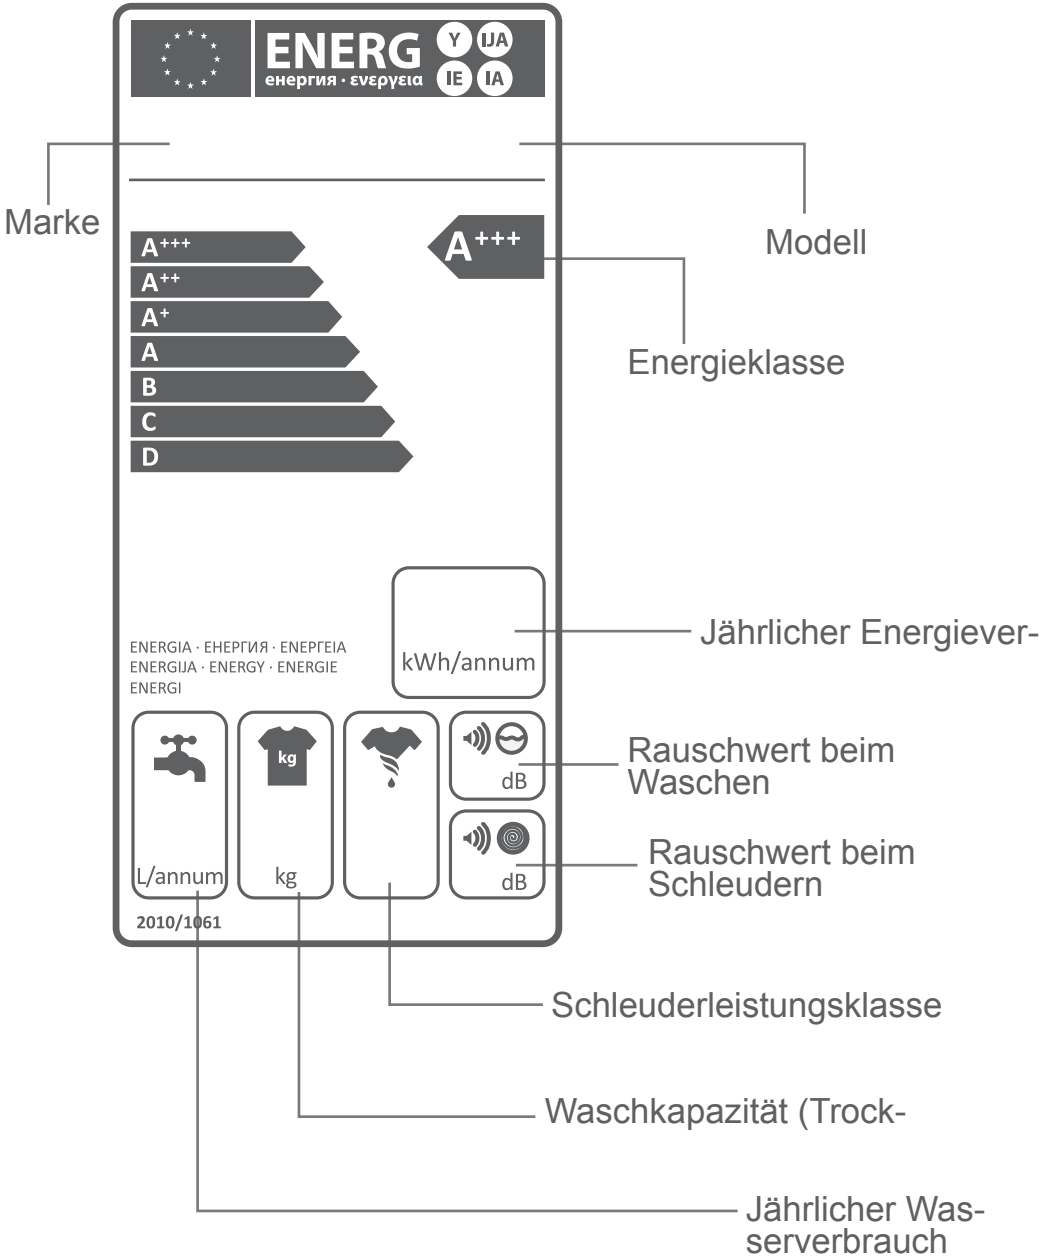 ENERG Y IJA
енергия · ενεργεια IE IA
Marke
Modell
A+++
A+++
A++
A+
A
B
C
D
Energieklasse
ENERGIA · ЕНЕРГИЯ · ΕΝΕΡΓΕΙΑ
ENERGIJA · ENERGY · ENERGIE
ENERGI
kWh/annum
Jährlicher Energiever-
kg
dB
Rauschwert beim
Waschen
L/annum
kg
dB
Rauschwert beim
Schleudern
2010/1061
Schleuderleistungsklasse
Waschkapazität (Trock-
Jährlicher Was-
serverbrauch